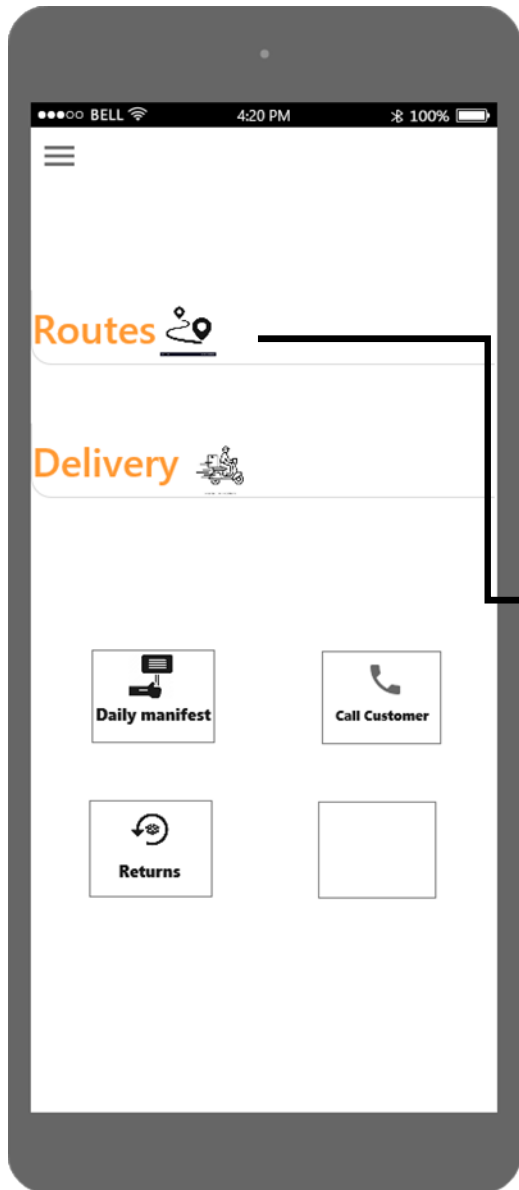 BELL 4:20 PM 100%
Routes
Delivery
Daily manifest Call Customer
Returns